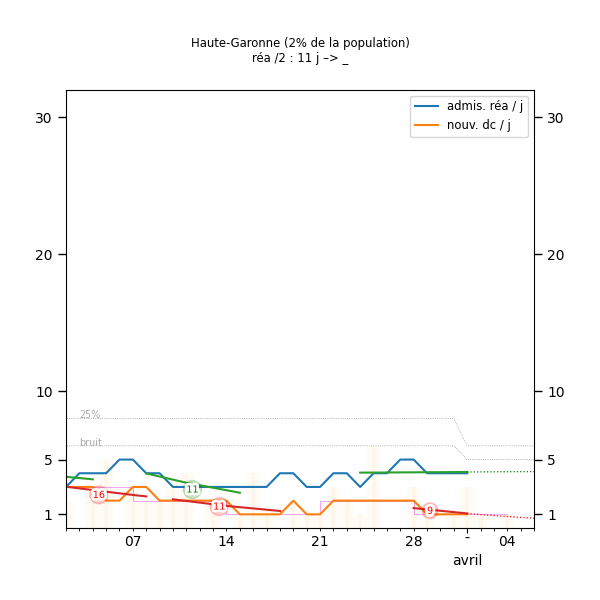 Haute-Garonne (2% de la population)
réa /2 : 11 j –> _
admis. réa / j
nouv. dc / j
30 30
20 20
10 10
25%
bruit
5 5
16
11
11
9
1 1
07 14 21 28 - 04
avril